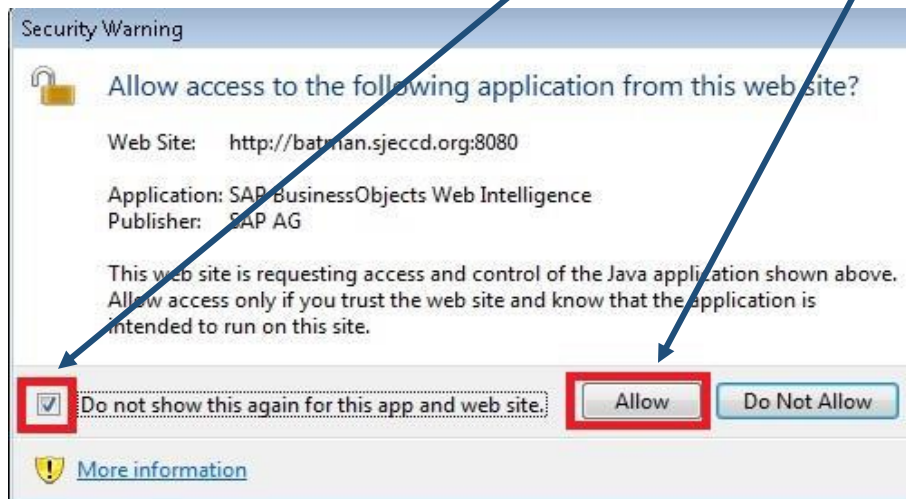 Security Warning
Allow access to the following application from this web site?
Web Site: http://batman.sjeccd.org:8080
Application: SAP BusinessObjects Web Intelligence
Publisher: SAP AG
This web site is requesting access and control of the Java application shown above.
Allow access only if you trust the web site and know that the application is
intended to run on this site.
Do not show this again for this app and web site.
Allow
Do Not Allow
More information